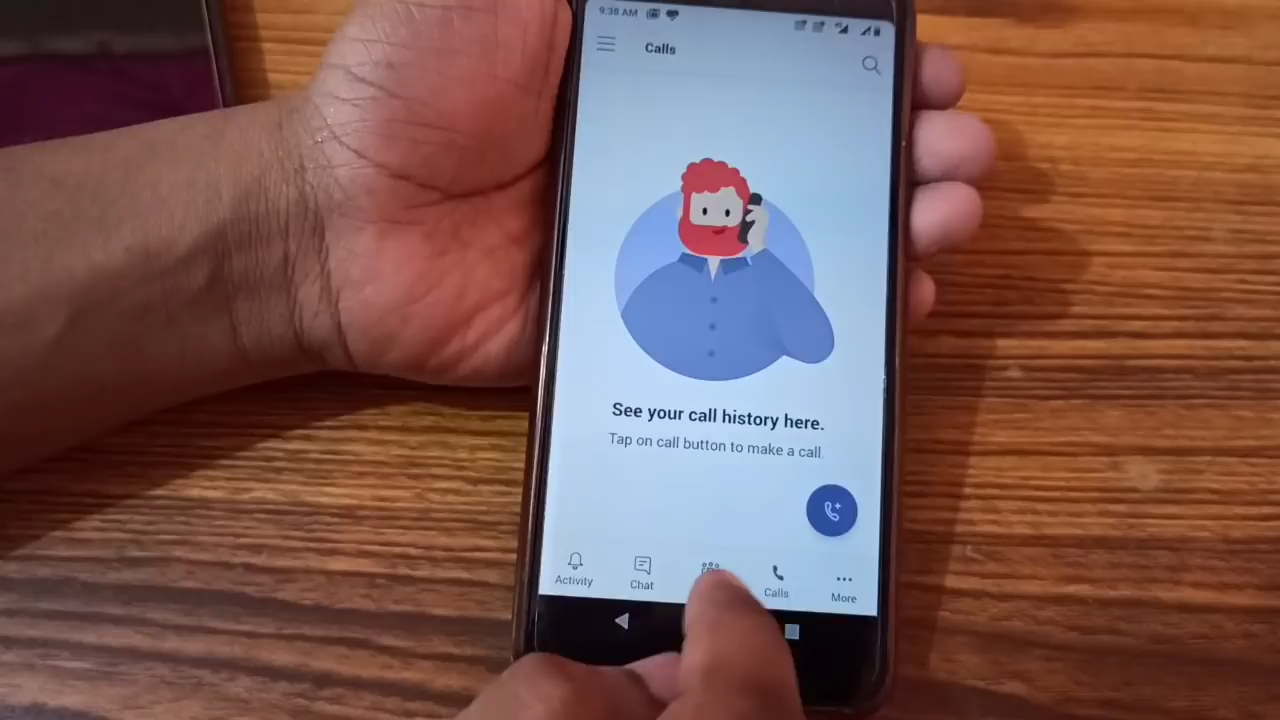 9:38 AM
Calls
See your call history here.
Tap on call button to make a call.
Activity
Chat
Calls
More